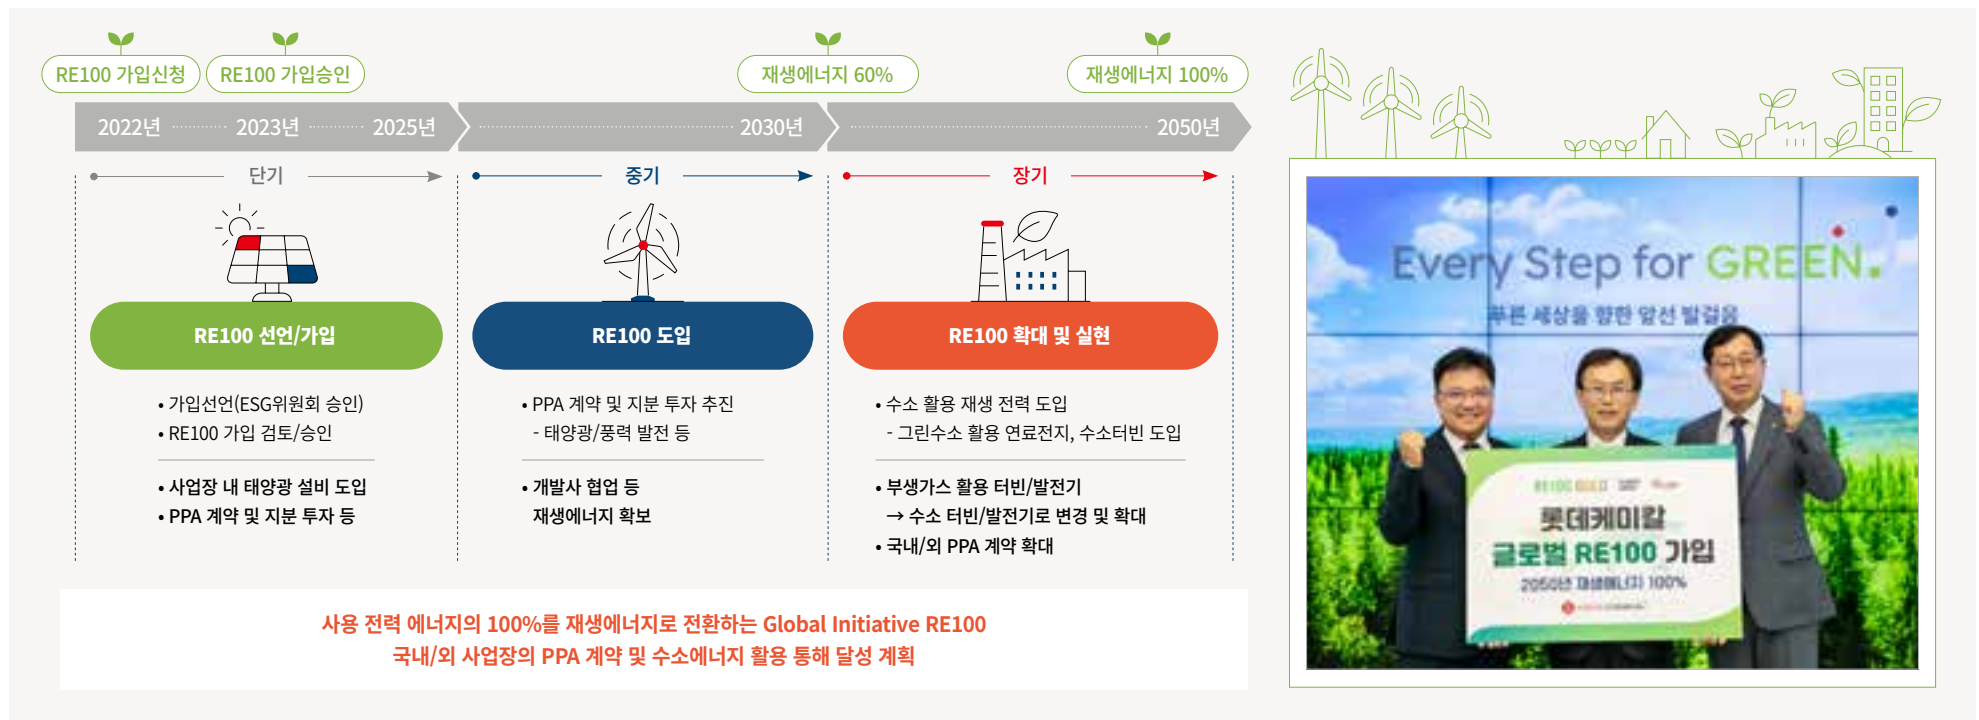 RE100 가입신청
RE100 가입승인
재생에너지 60%
재생에너지 100%
2022년
2023년
2025년
2030년
2050년
단기
중기
장기
RE100 선언/가입
• 가입선언(ESG위원회 승인)
• RE100 가입 검토/승인
• 사업장 내 태양광 설비 도입
• PPA 계약 및 지분 투자 등
RE100 도입
• PPA 계약 및 지분 투자 추진
- 태양광/풍력 발전 등
• 개발사 협업 등
재생에너지 확보
RE100 확대 및 실현
• 수소 활용 재생 전력 도입
- 그린수소 활용 연료전지, 수소터빈 도입
• 부생가스 활용 터빈/발전기
→ 수소 터빈/발전기로 변경 및 확대
• 국내/외 PPA 계약 확대
사용 전력 에너지의 100%를 재생에너지로 전환하는 Global Initiative RE100
국내/외 사업장의 PPA 계약 및 수소에너지 활용 통해 달성 계획
Every Step for GREEN.
푸른 세상을 향한 앞선 발걸음
롯데케미칼
글로벌 RE100 가입
2050년 재생에너지 100%